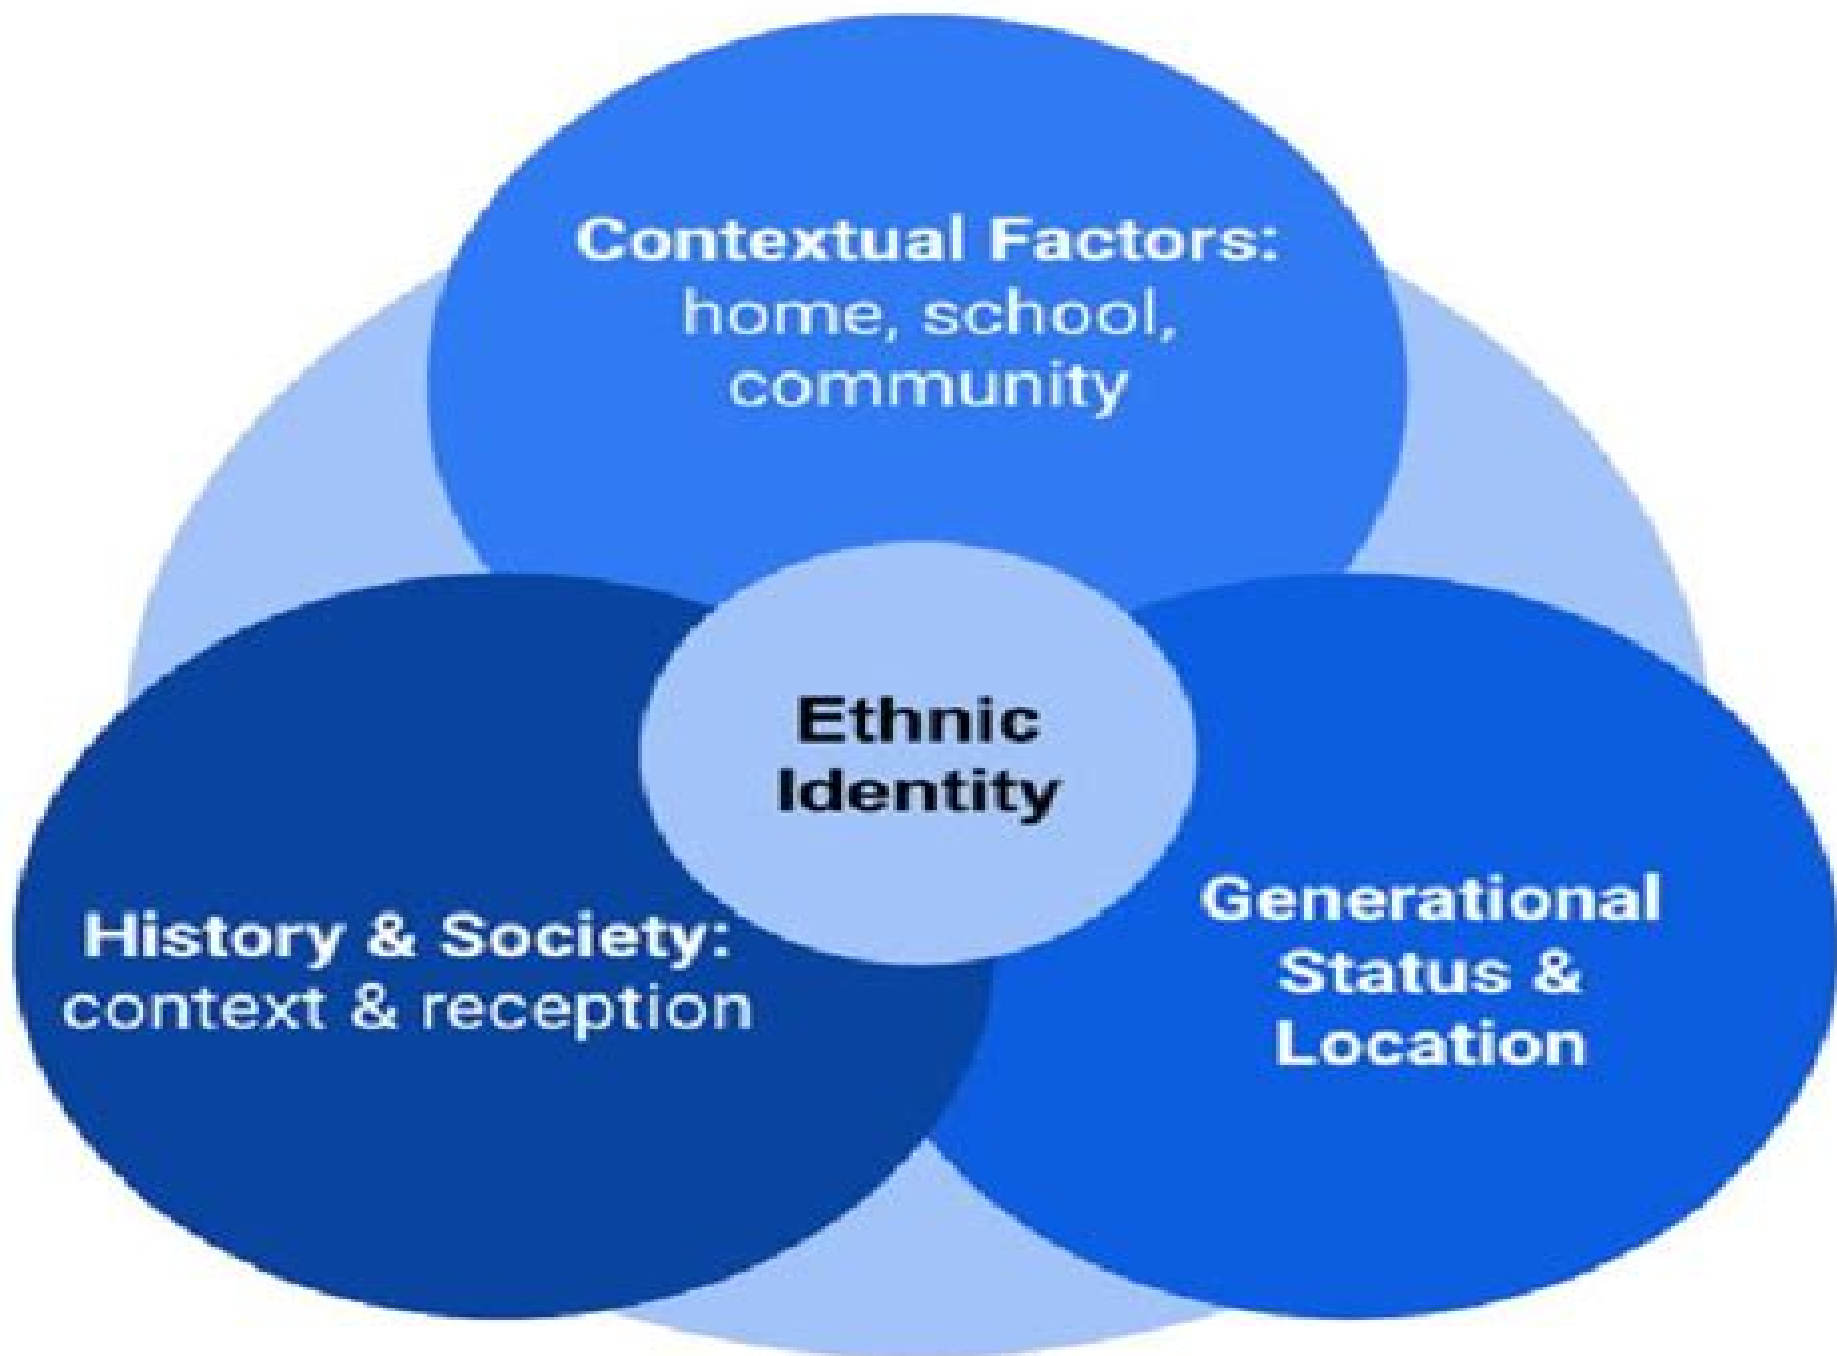 Contextual Factors:
home, school,
community
Ethnic
Identity
History & Society:
context & reception
Generational
Status &
Location